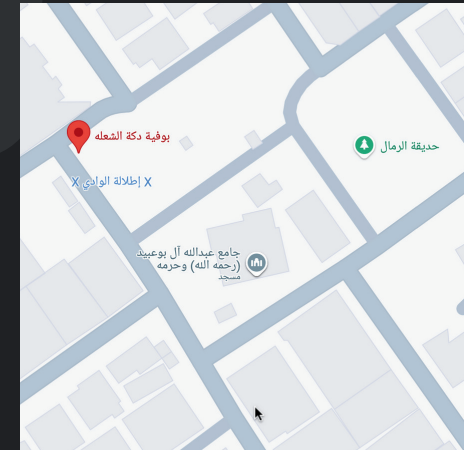 بوفية دكة الشعله
حديقة الرمال
X إطلالة الوادي X
جامع عبدالله آل بوعبيد
(رحمه الله) وحرمه
مسجد